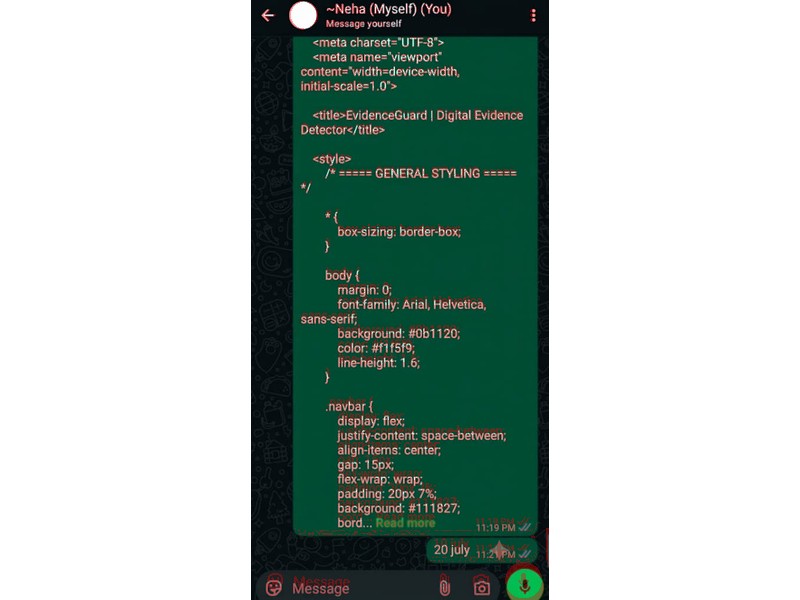 ~Neha (Myself) (You)
Message yourself
<meta charset="UTF-8">
<meta name="viewport"
content="width=device-width,
initial-scale=1.0">
<title>EvidenceGuard | Digital Evidence
Detector</title>
<style>
/* ===== GENERAL STYLING =====
*/
* {
box-sizing: border-box;
}
body {
margin: 0;
font-family: Arial, Helvetica,
sans-serif;
background: #0b1120;
color: #f1f5f9;
line-height: 1.6;
}
.navbar {
display: flex;
justify-content: space-between;
align-items: center;
gap: 15px;
flex-wrap: wrap;
padding: 20px 7%;
background: #111827;
bord... Read more
11:19 PM
20 july
11:21 PM
Message